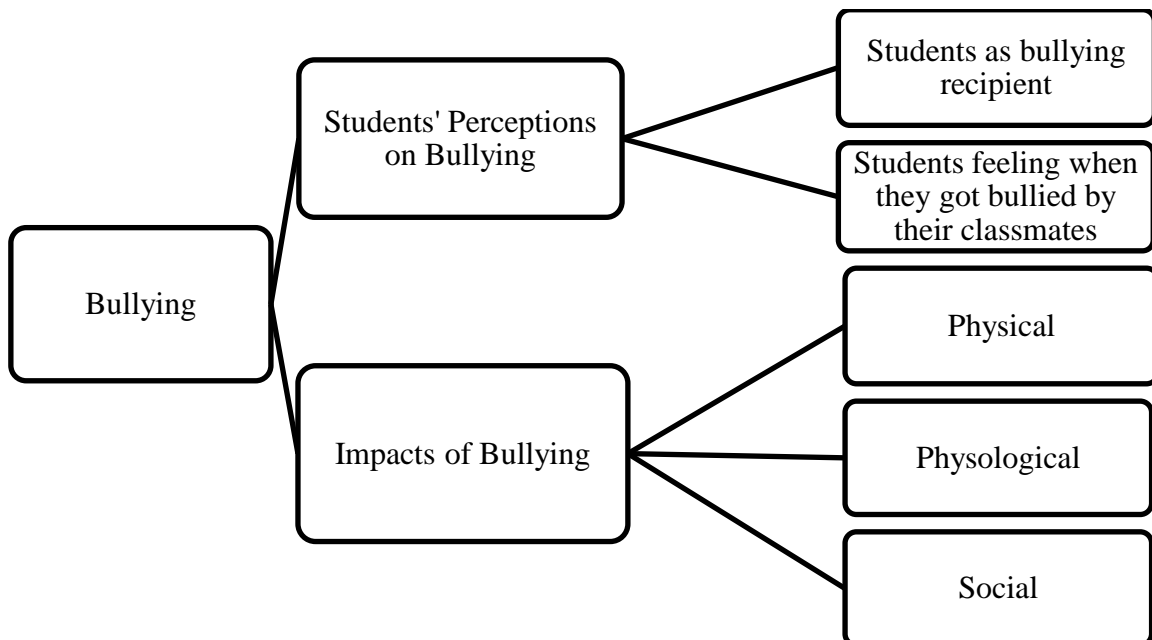 Bullying
Students' Perceptions
on Bullying
Students as bullying
recipient
Students feeling when
they got bullied by
their classmates
Impacts of Bullying
Physical
Physological
Social